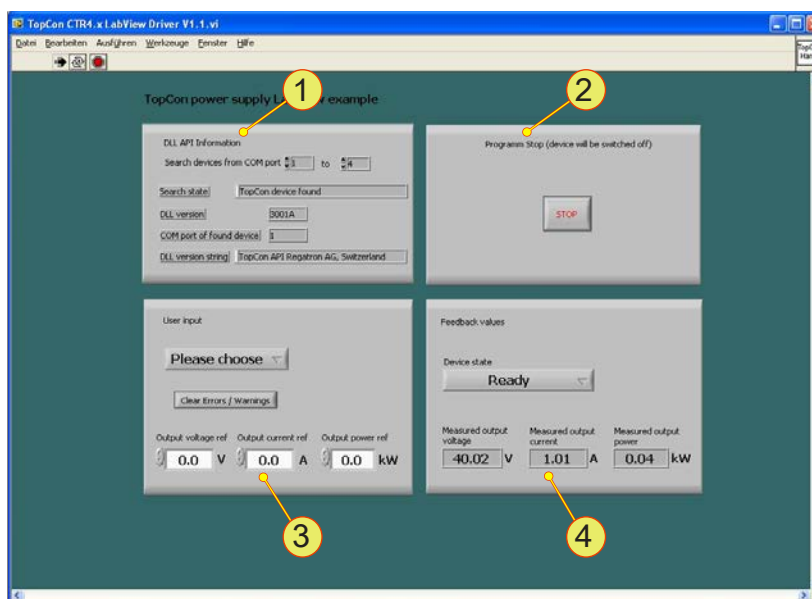 TopCon CTR4.x LabView Driver V1.1.vi
Datei Bearbeiten Ausführen Werkzeuge Fenster Hilfe
TopCon power supply L w example
1
2
DLL API Information
Search devices from COM port 1 to 4
Search state TopCon device found
DLL version 3001A
COM port of found device 1
DLL version string TopCon API Regatron AG, Switzerland
Programm Stop (device will be switched off)
STOP
User input
Please choose
Clear Errors / Warnings
Output voltage ref Output current ref Output power ref
0.0 V 0.0 A 0.0 kW
3
Feedback values
Device state
Ready
Measured output voltage
Measured output current
Measured output power
40.02 V 1.01 A 0.04 kW
4